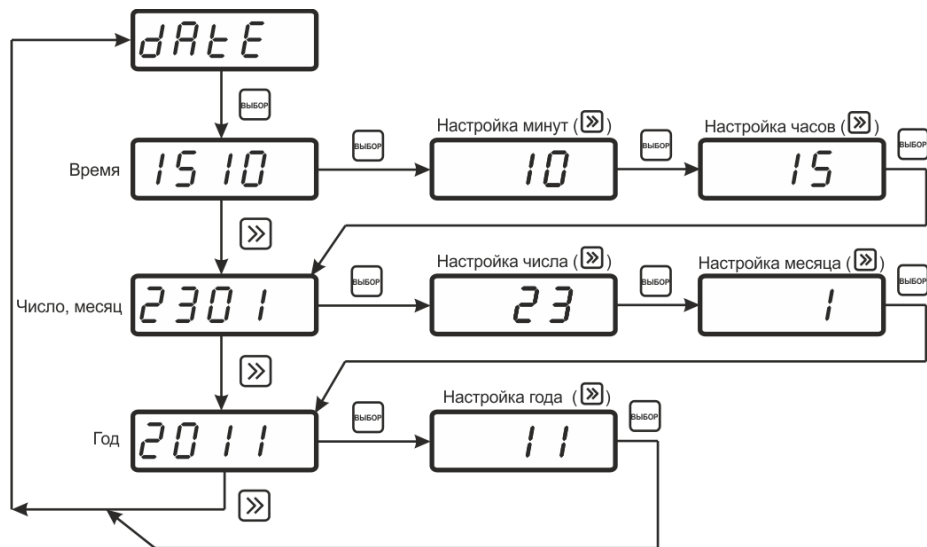 dAtE
ВЫБОР
Время
1510
ВЫБОР
Настройка минут (»)
10
ВЫБОР
Настройка часов (»)
15
ВЫБОР
»
Число, месяц
2301
ВЫБОР
Настройка числа (»)
23
ВЫБОР
Настройка месяца (»)
1
ВЫБОР
»
Год
2011
ВЫБОР
Настройка года (»)
11
ВЫБОР
»